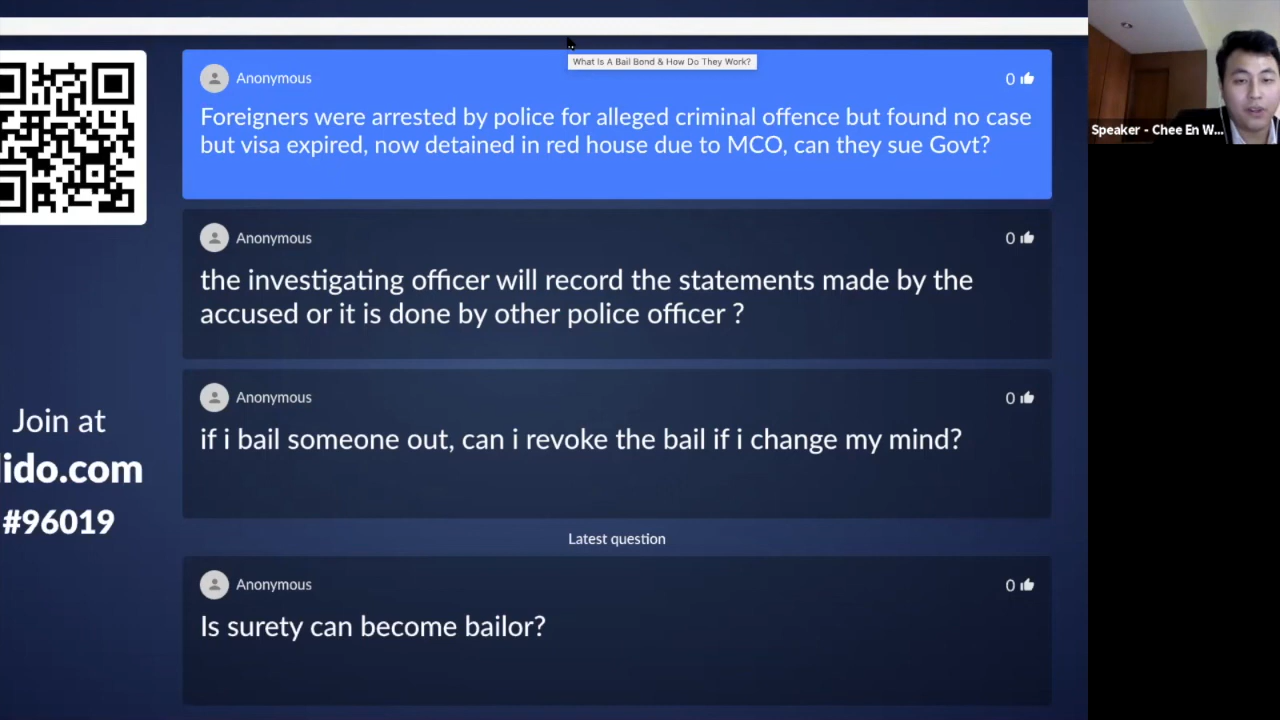 What Is A Bail Bond & How Do They Work?
Anonymous
0
Foreigners were arrested by police for alleged criminal offence but found no case
but visa expired, now detained in red house due to MCO, can they sue Govt?
Anonymous
0
the investigating officer will record the statements made by the
accused or it is done by other police officer ?
Anonymous
0
if i bail someone out, can i revoke the bail if i change my mind?
Latest question
Anonymous
0
Is surety can become bailor?
Join at
lido.com
#96019
Speaker - Chee En W...